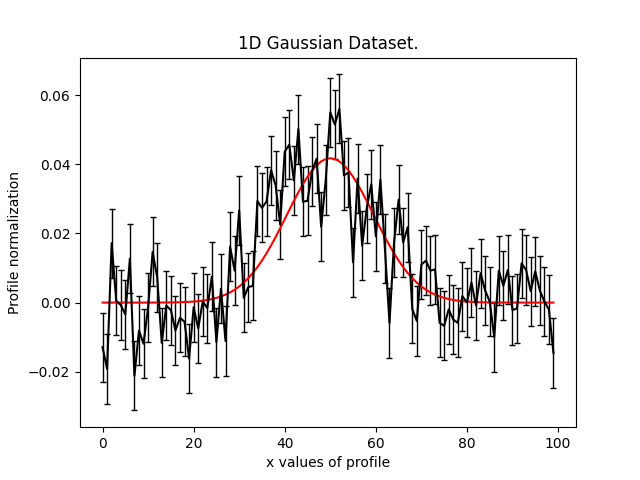 1D Gaussian Dataset.
Profile normalization
0.06
0.04
0.02
0.00
−0.02
0 20 40 60 80 100
x values of profile